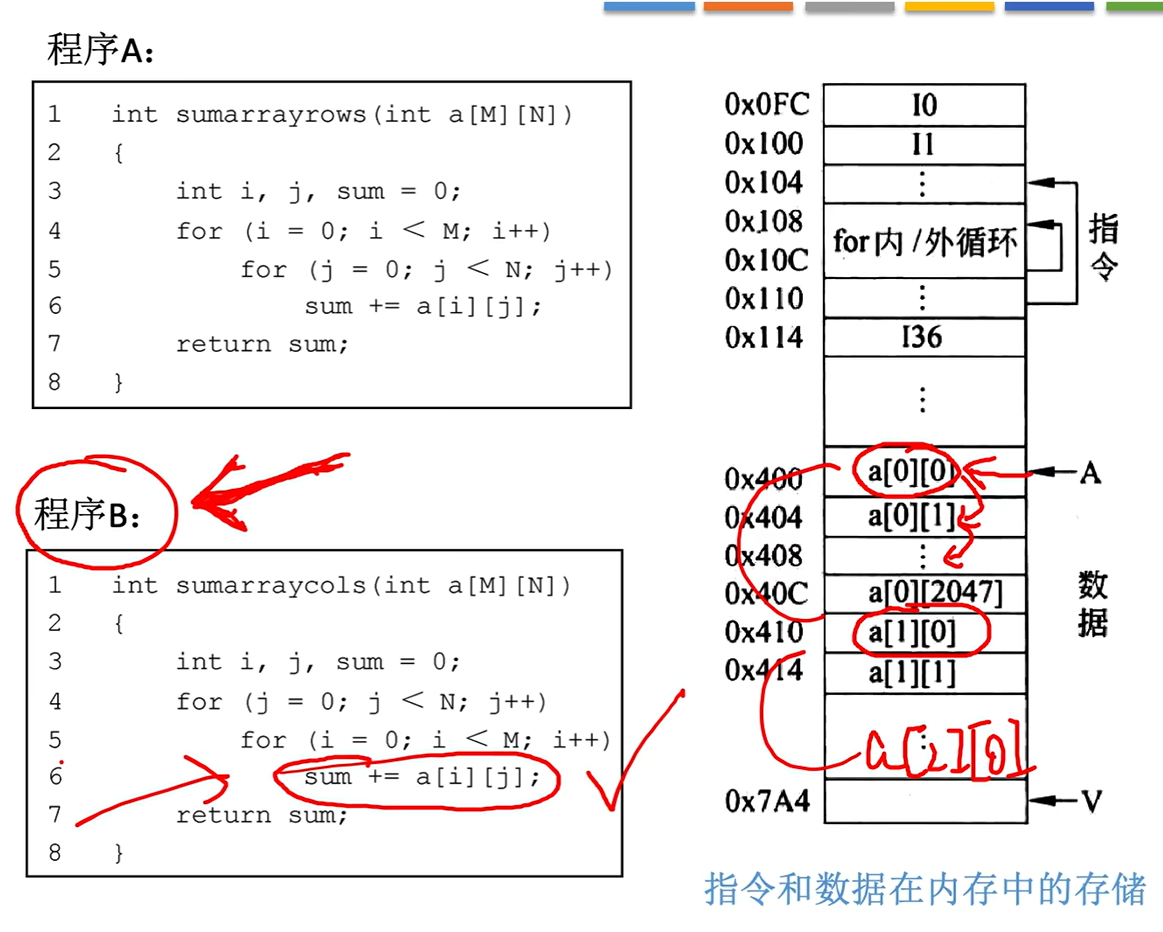 程序A：
1 int sumarrayrows(int a[M][N])
2 {
3 int i, j, sum = 0;
4 for (i = 0; i < M; i++)
5 for (j = 0; j < N; j++)
6 sum += a[i][j];
7 return sum;
8 }
程序B：
1 int sumarraycols(int a[M][N])
2 {
3 int i, j, sum = 0;
4 for (j = 0; j < N; j++)
5 for (i = 0; i < M; i++)
6 sum += a[i][j];
7 return sum;
8 }
0x0FC I0
0x100 I1
0x104 ⋮
0x108
for内/外循环
0x10C
0x110 ⋮
0x114 I36
⋮
指令
0x400 a[0][0] A
0x404 a[0][1]
0x408 ⋮
0x40C a[0][2047]
0x410 a[1][0]
0x414 a[1][1]
a[2][0]
0x7A4 V
数据
指令和数据在内存中的存储